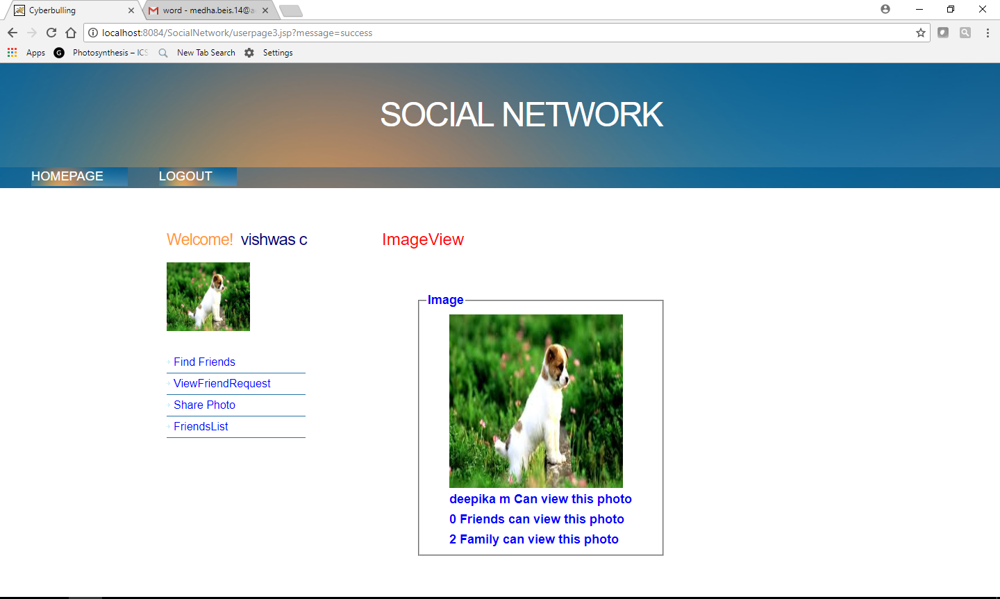 Cyberbulling
word - medha.beis.14@a
localhost:8084/SocialNetwork/userpage3.jsp?message=success
Apps
G
Photosynthesis – ICS
New Tab Search
Settings
SOCIAL NETWORK
HOMEPAGE
LOGOUT
Welcome! vishwas c
ImageView
Find Friends
ViewFriendRequest
Share Photo
FriendsList
Image
deepika m Can view this photo
0 Friends can view this photo
2 Family can view this photo